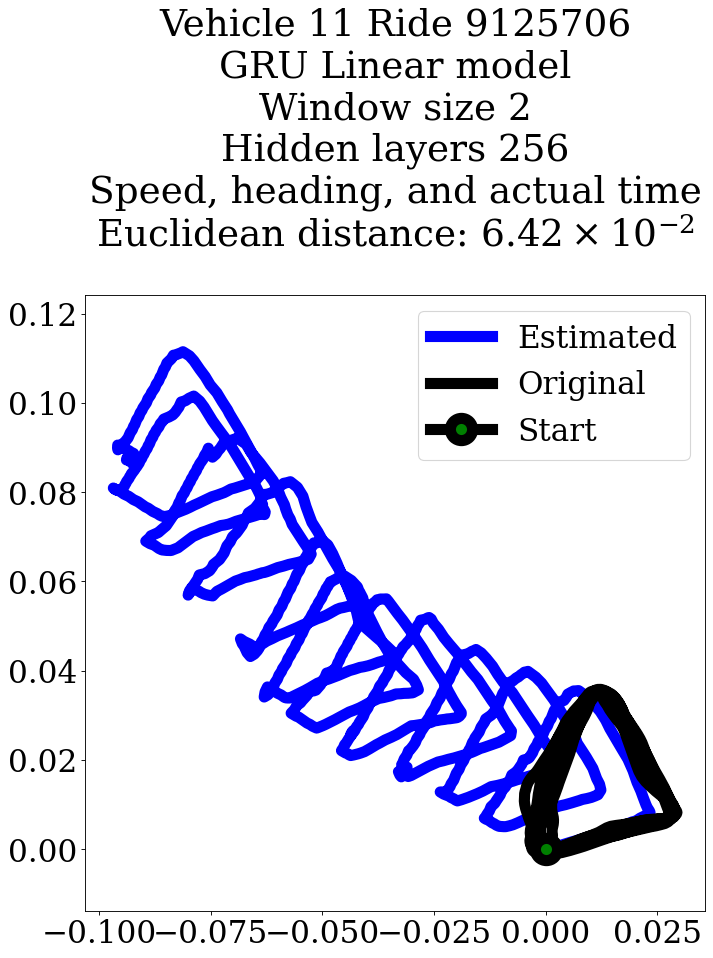 Vehicle 11 Ride 9125706
GRU Linear model
Window size 2
Hidden layers 256
Speed, heading, and actual time
Euclidean distance: 6.42 × 10⁻²
Estimated
Original
Start
0.12
0.10
0.08
0.06
0.04
0.02
0.00
−0.100 −0.075 −0.050 −0.025 0.000 0.025